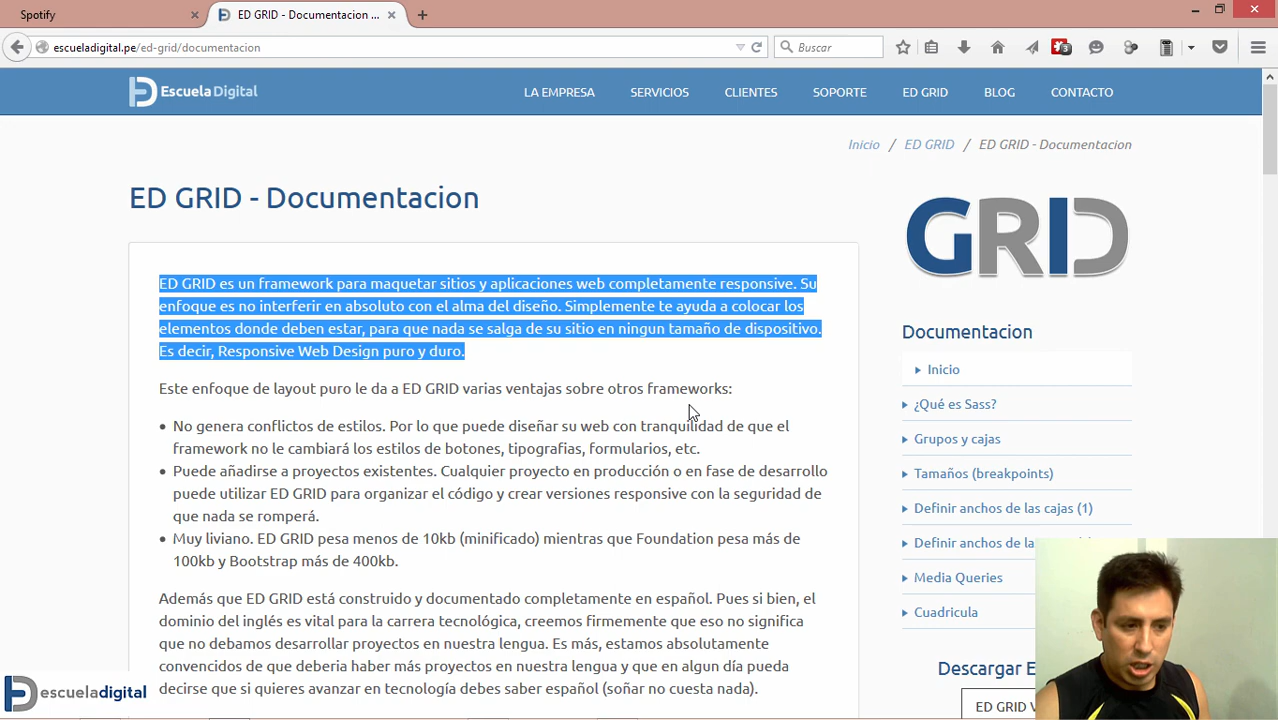 Spotify
ED GRID - Documentacion ...
escueladigital.pe/ed-grid/documentacion
Buscar
3
Escuela Digital
LA EMPRESA
SERVICIOS
CLIENTES
SOPORTE
ED GRID
BLOG
CONTACTO
Inicio / ED GRID / ED GRID - Documentacion
ED GRID - Documentacion
GRID
ED GRID es un framework para maquetar sitios y aplicaciones web completamente responsive. Su
enfoque es no interferir en absoluto con el alma del diseño. Simplemente te ayuda a colocar los
elementos donde deben estar, para que nada se salga de su sitio en ningun tamaño de dispositivo.
Es decir, Responsive Web Design puro y duro.
Este enfoque de layout puro le da a ED GRID varias ventajas sobre otros frameworks:
No genera conflictos de estilos. Por lo que puede diseñar su web con tranquilidad de que el
framework no le cambiará los estilos de botones, tipografias, formularios, etc.
Puede añadirse a proyectos existentes. Cualquier proyecto en producción o en fase de desarrollo
puede utilizar ED GRID para organizar el código y crear versiones responsive con la seguridad de
que nada se romperá.
Muy liviano. ED GRID pesa menos de 10kb (minificado) mientras que Foundation pesa más de
100kb y Bootstrap más de 400kb.
Además que ED GRID está construido y documentado completamente en español. Pues si bien, el
dominio del inglés es vital para la carrera tecnológica, creemos firmemente que eso no significa
que no debamos desarrollar proyectos en nuestra lengua. Es más, estamos absolutamente
convencidos de que deberia haber más proyectos en nuestra lengua y que en algun día pueda
decirse que si quieres avanzar en tecnología debes saber español (soñar no cuesta nada).
Documentacion
Inicio
¿Qué es Sass?
Grupos y cajas
Tamaños (breakpoints)
Definir anchos de las cajas (1)
Definir anchos de la
Media Queries
Cuadricula
Descargar E
ED GRID V
escueladigital